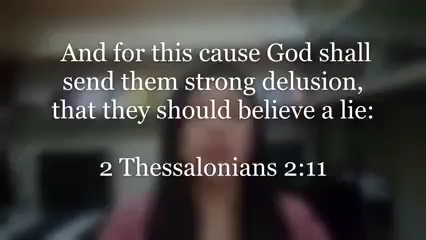 And for this cause God shall
send them strong delusion,
that they should believe a lie:
2 Thessalonians 2:11